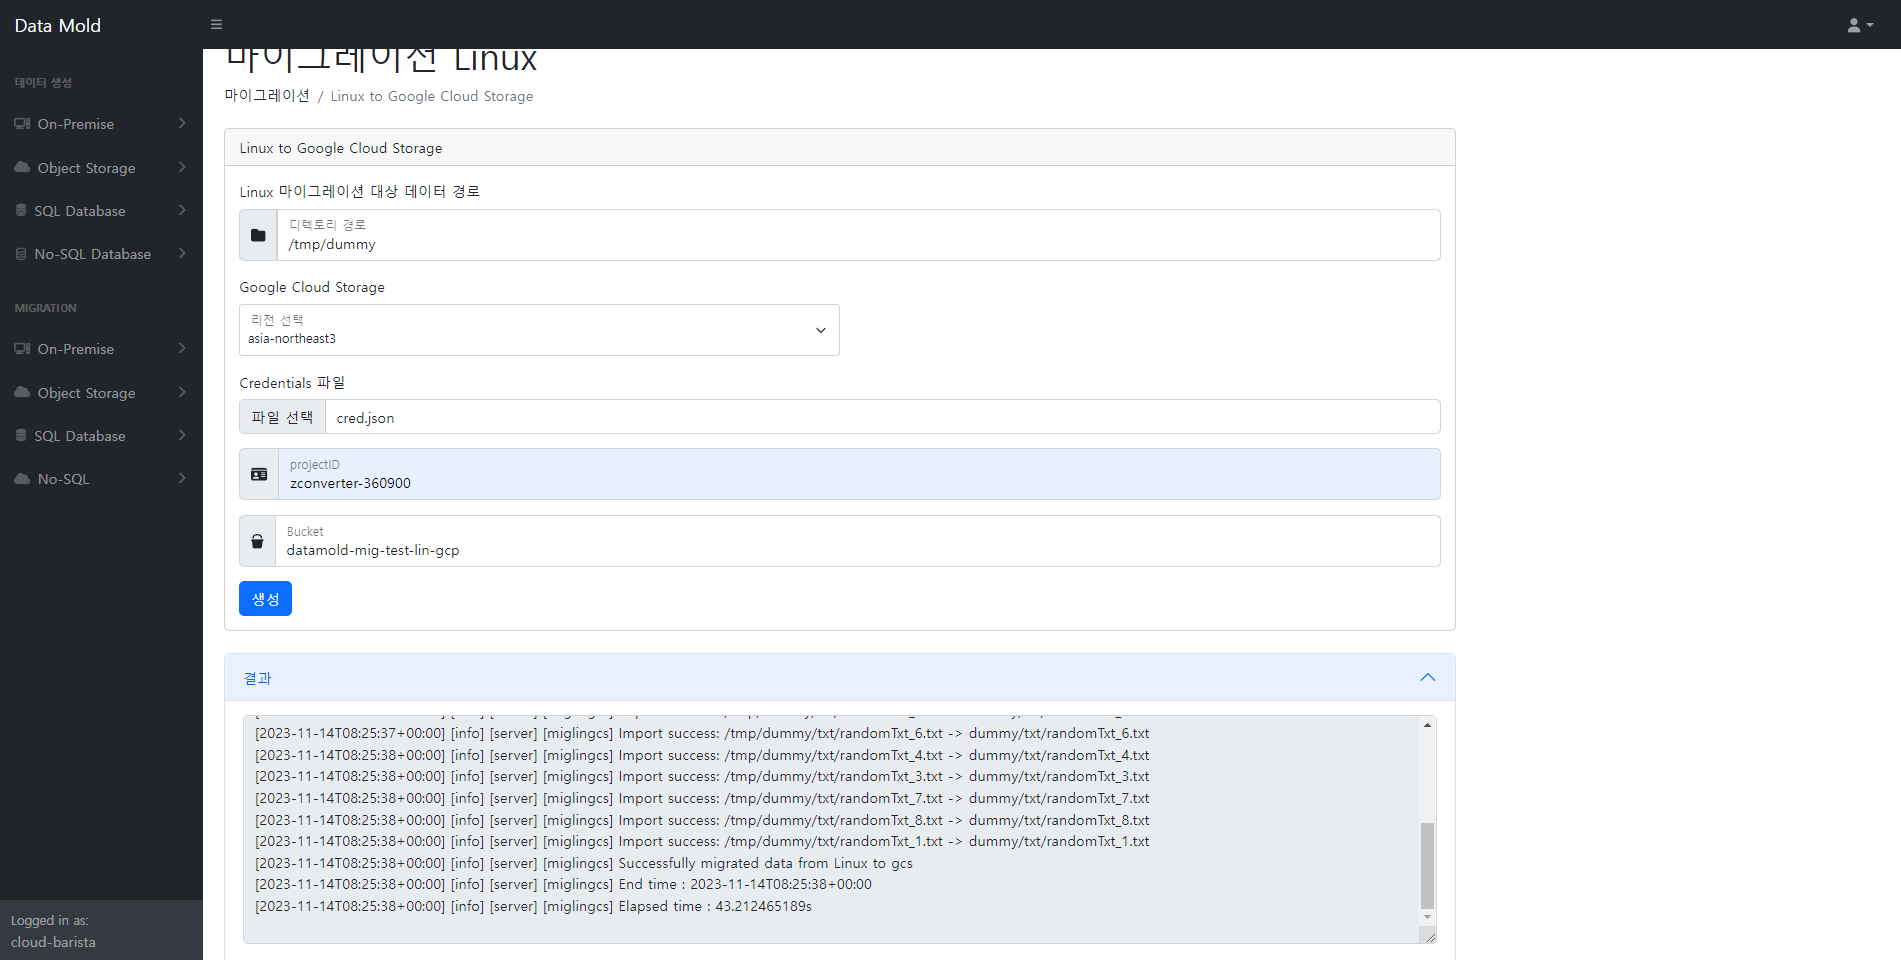 Data Mold
데이터 생성
On-Premise
Object Storage
SQL Database
No-SQL Database
MIGRATION
On-Premise
Object Storage
SQL Database
No-SQL
Logged in as:
cloud-barista
마이그레이션 Linux
마이그레이션 / Linux to Google Cloud Storage
Linux to Google Cloud Storage
Linux 마이그레이션 대상 데이터 경로
디렉토리 경로
/tmp/dummy
Google Cloud Storage
리전 선택
asia-northeast3
Credentials 파일
파일 선택 cred.json
projectID
zconverter-360900
Bucket
datamold-mig-test-lin-gcp
생성
결과
[2023-11-14T08:25:37+00:00] [info] [server] [miglingcs] Import success: /tmp/dummy/txt/randomTxt_6.txt -> dummy/txt/randomTxt_6.txt
[2023-11-14T08:25:38+00:00] [info] [server] [miglingcs] Import success: /tmp/dummy/txt/randomTxt_4.txt -> dummy/txt/randomTxt_4.txt
[2023-11-14T08:25:38+00:00] [info] [server] [miglingcs] Import success: /tmp/dummy/txt/randomTxt_3.txt -> dummy/txt/randomTxt_3.txt
[2023-11-14T08:25:38+00:00] [info] [server] [miglingcs] Import success: /tmp/dummy/txt/randomTxt_7.txt -> dummy/txt/randomTxt_7.txt
[2023-11-14T08:25:38+00:00] [info] [server] [miglingcs] Import success: /tmp/dummy/txt/randomTxt_8.txt -> dummy/txt/randomTxt_8.txt
[2023-11-14T08:25:38+00:00] [info] [server] [miglingcs] Import success: /tmp/dummy/txt/randomTxt_1.txt -> dummy/txt/randomTxt_1.txt
[2023-11-14T08:25:38+00:00] [info] [server] [miglingcs] Successfully migrated data from Linux to gcs
[2023-11-14T08:25:38+00:00] [info] [server] [miglingcs] End time : 2023-11-14T08:25:38+00:00
[2023-11-14T08:25:38+00:00] [info] [server] [miglingcs] Elapsed time : 43.212465189s